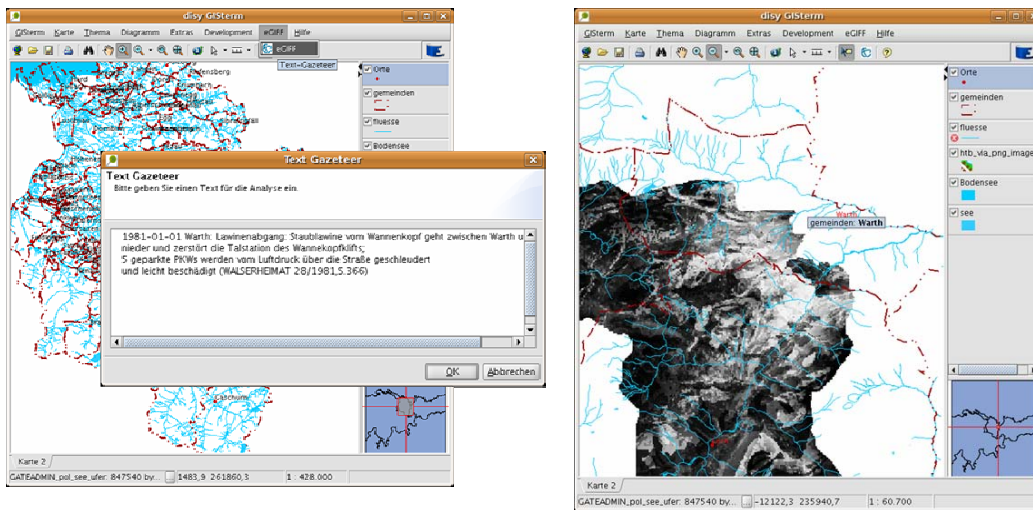 disy GISterm
GISterm Karte Thema Diagramm Extras Development eGIFF Hilfe
eGIFF
Text-Gazeteer
Orte
gemeinden
fluesse
Bodensee
Text Gazeteer
Text Gazeteer
Bitte geben Sie einen Text für die Analyse ein.
1981-01-01 Warth: Lawinenabgang: Staublawine vom Wannenkopf geht zwischen Warth u
nieder und zerstört die Talstation des Wannekopfklifts;
5 geparkte PKWs werden vom Luftdruck über die Straße geschleudert
und leicht beschädigt (WALSERHEIMAT 28/1981,S.366)
OK Abbrechen
Karte 2
GATEADMIN_pol_see_ufer: 847540 by... 1483,9 261860,3 1 : 428.000
disy GISterm
GISterm Karte Thema Diagramm Extras Development eGIFF Hilfe
Orte
gemeinden
fluesse
htb_via_png_image
Bodensee
see
Warth
gemeinden: Warth
Karte 2
GATEADMIN_pol_see_ufer: 847540 by... -12122,3 235940,7 1 : 60.700